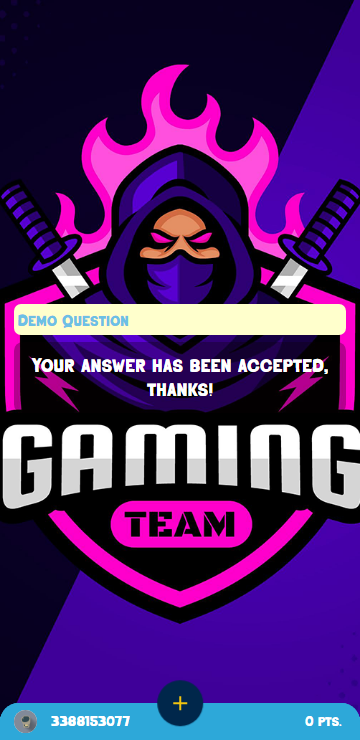 Demo Question
Your answer has been accepted,
thanks!
GAMING
TEAM
3388153077
0 pts.